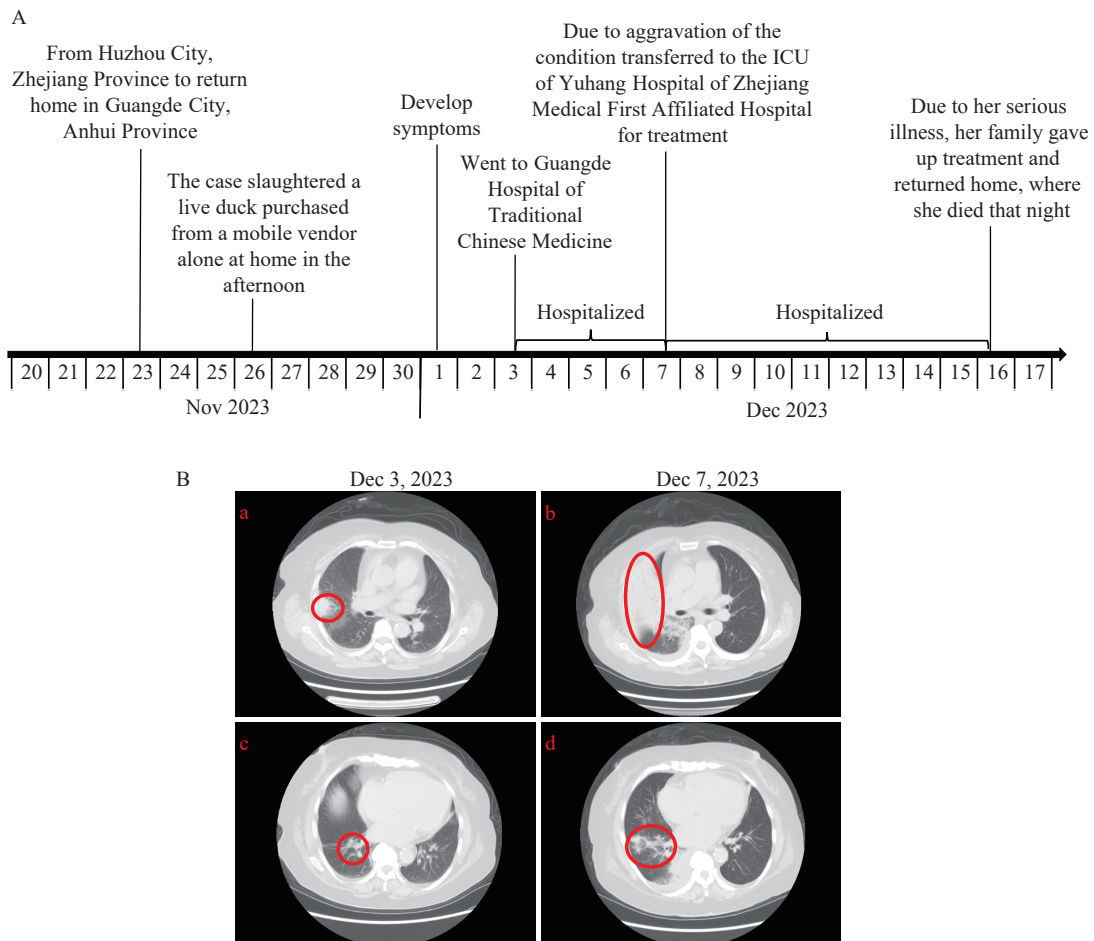 A
From Huzhou City,
Zhejiang Province to return
home in Guangde City,
Anhui Province
The case slaughtered a
live duck purchased
from a mobile vendor
alone at home in the
afternoon
Develop
symptoms
Went to Guangde
Hospital of
Traditional
Chinese Medicine
Due to aggravation of the
condition transferred to the ICU
of Yuhang Hospital of Zhejiang
Medical First Affiliated Hospital
for treatment
Due to her serious
illness, her family gave
up treatment and
returned home, where
she died that night
Hospitalized
Hospitalized
20 21 22 23 24 25 26 27 28 29 30 1 2 3 4 5 6 7 8 9 10 11 12 13 14 15 16 17
Nov 2023
Dec 2023
B
Dec 3, 2023
Dec 7, 2023
a
b
c
d